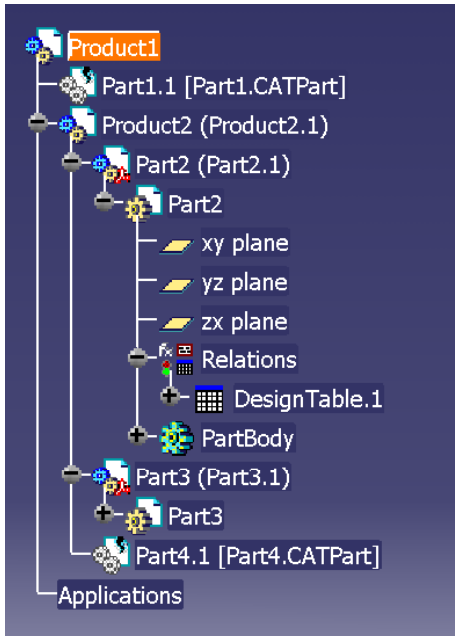 Product1
Part1.1 [Part1.CATPart]
Product2 (Product2.1)
Part2 (Part2.1)
Part2
xy plane
yz plane
zx plane
Relations
DesignTable.1
PartBody
Part3 (Part3.1)
Part3
Part4.1 [Part4.CATPart]
Applications